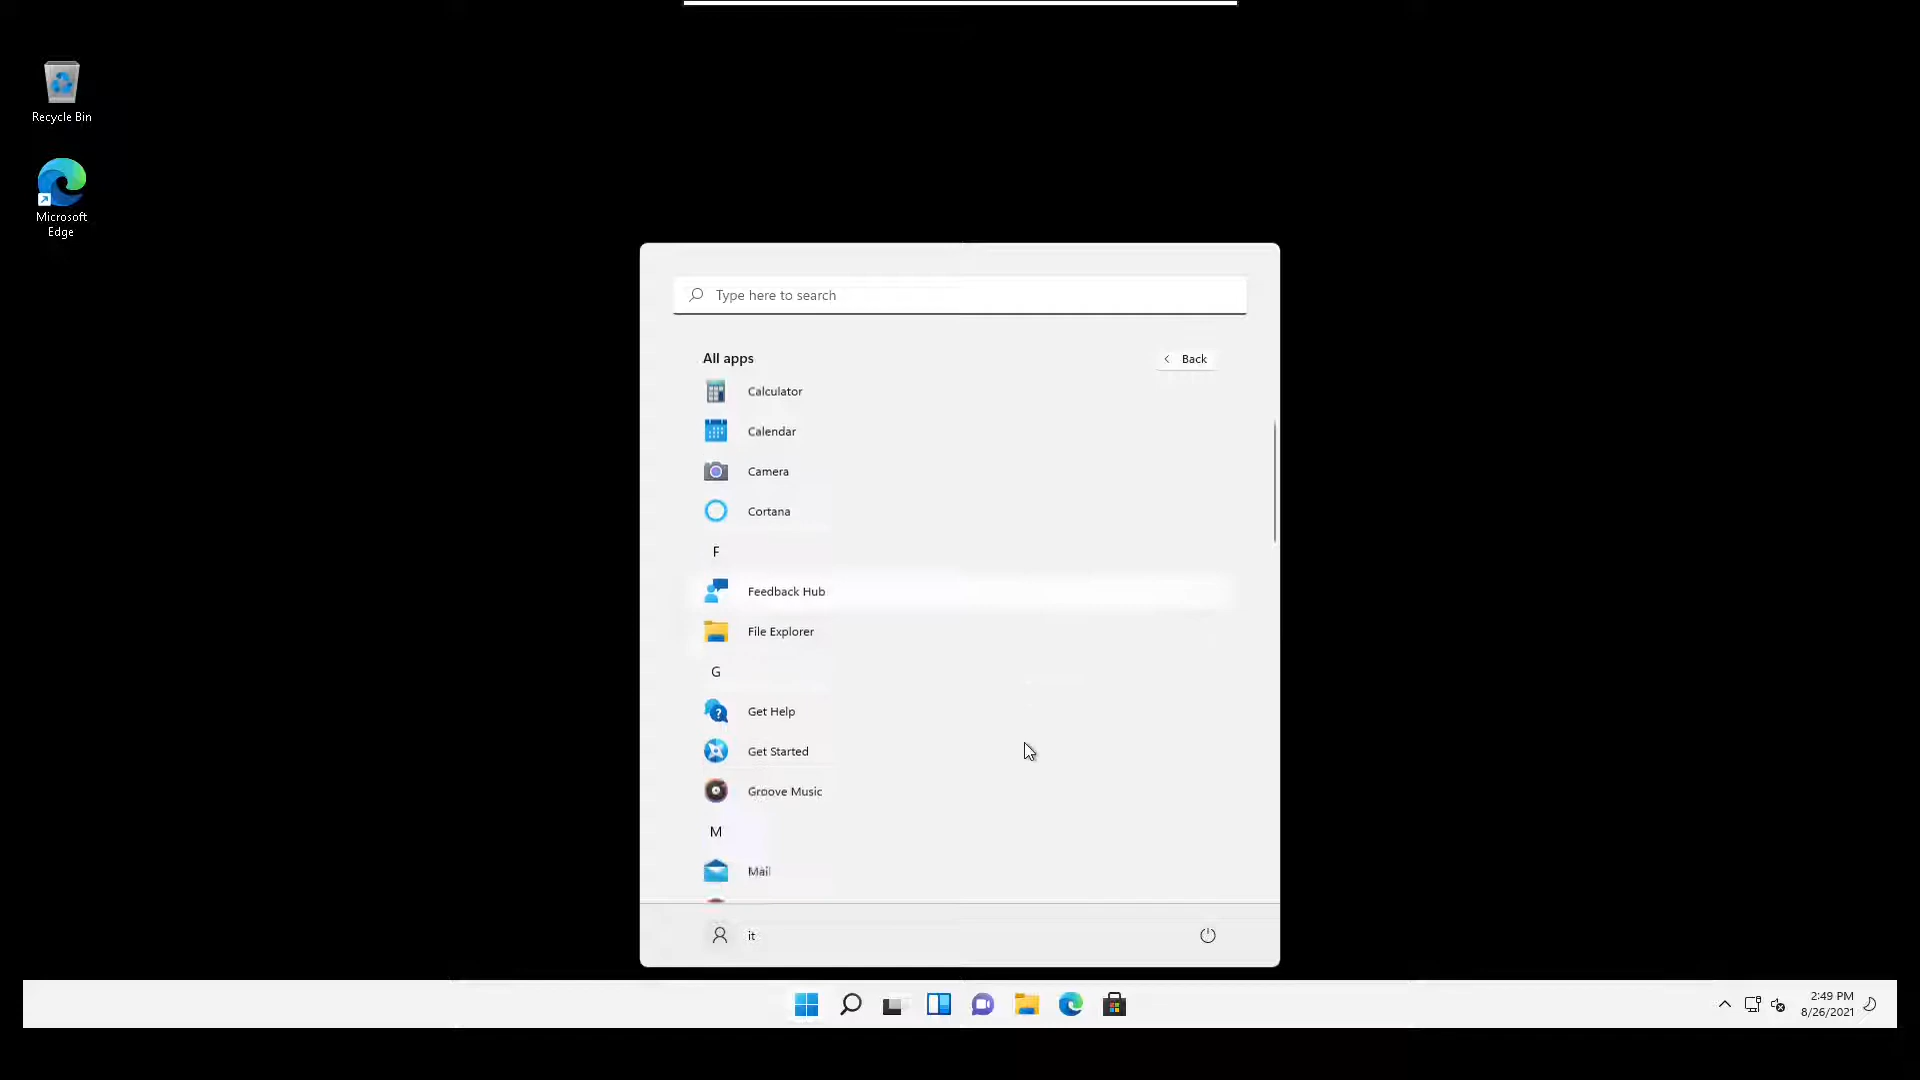 Recycle Bin
Microsoft
Edge
Type here to search
All apps
Back
Calculator
Calendar
Camera
Cortana
F
Feedback Hub
File Explorer
G
Get Help
Get Started
Groove Music
M
Mail
it
2:49 PM
8/26/2021